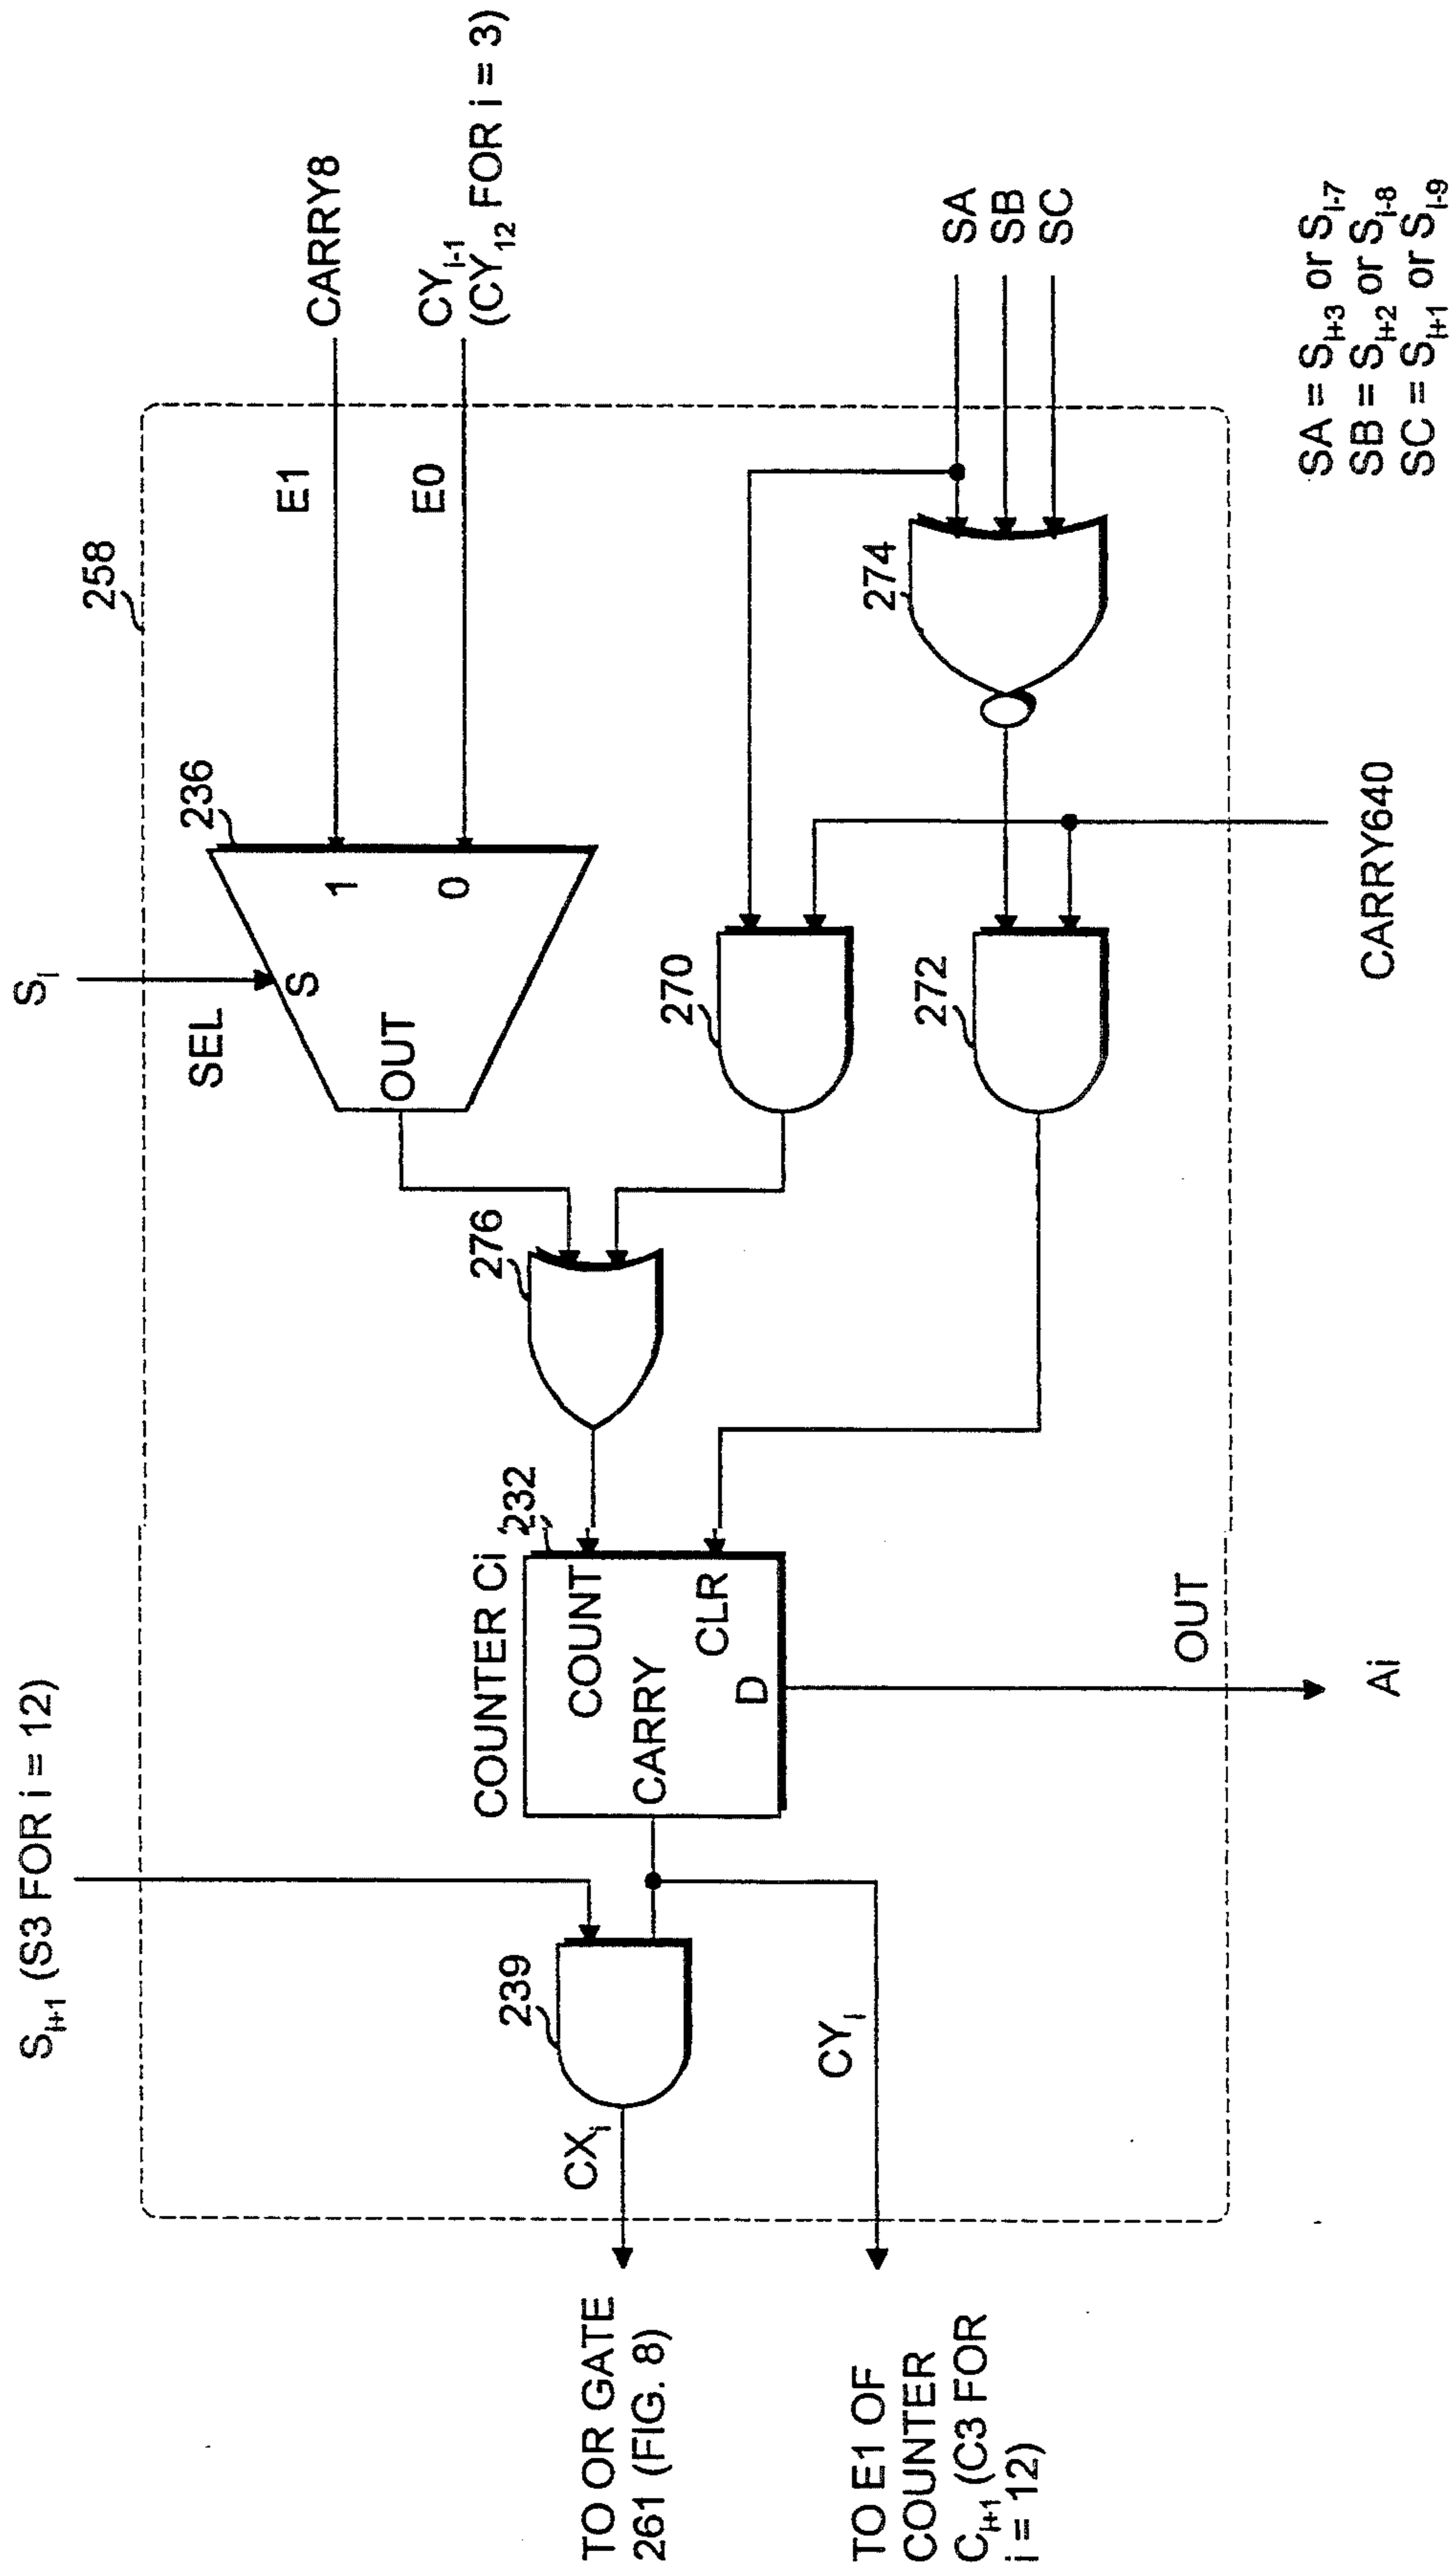 S_{i+1} (S3 FOR i = 12)
S_i
258
SEL
236
S
1
0
OUT
E1
E0
CARRY8
CY_{i-1}
(CY_{12} FOR i = 3)
COUNTER Ci
232
COUNT
CARRY
CLR
D
276
270
272
274
239
SA
SB
SC
CX_i
CY_i
TO OR GATE
261 (FIG. 8)
TO E1 OF
COUNTER
C_{i+1} (C3 FOR
i = 12)
OUT
Ai
CARRY640
SA = S_{i+3} or S_{i-7}
SB = S_{i+2} or S_{i-8}
SC = S_{i+1} or S_{i-9}